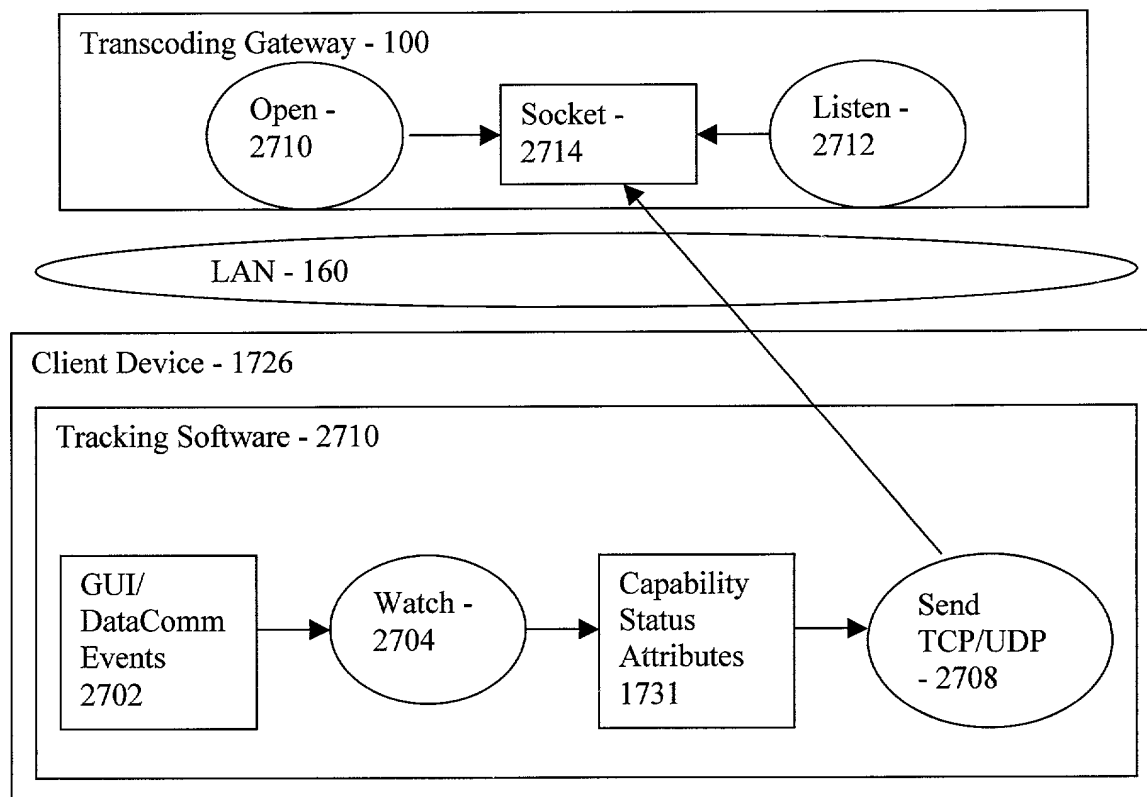 Transcoding Gateway - 100
Open -
2710
Socket -
2714
Listen -
2712
LAN - 160
Client Device - 1726
Tracking Software - 2710
GUI/
DataComm
Events
2702
Watch -
2704
Capability
Status
Attributes
1731
Send
TCP/UDP
- 2708